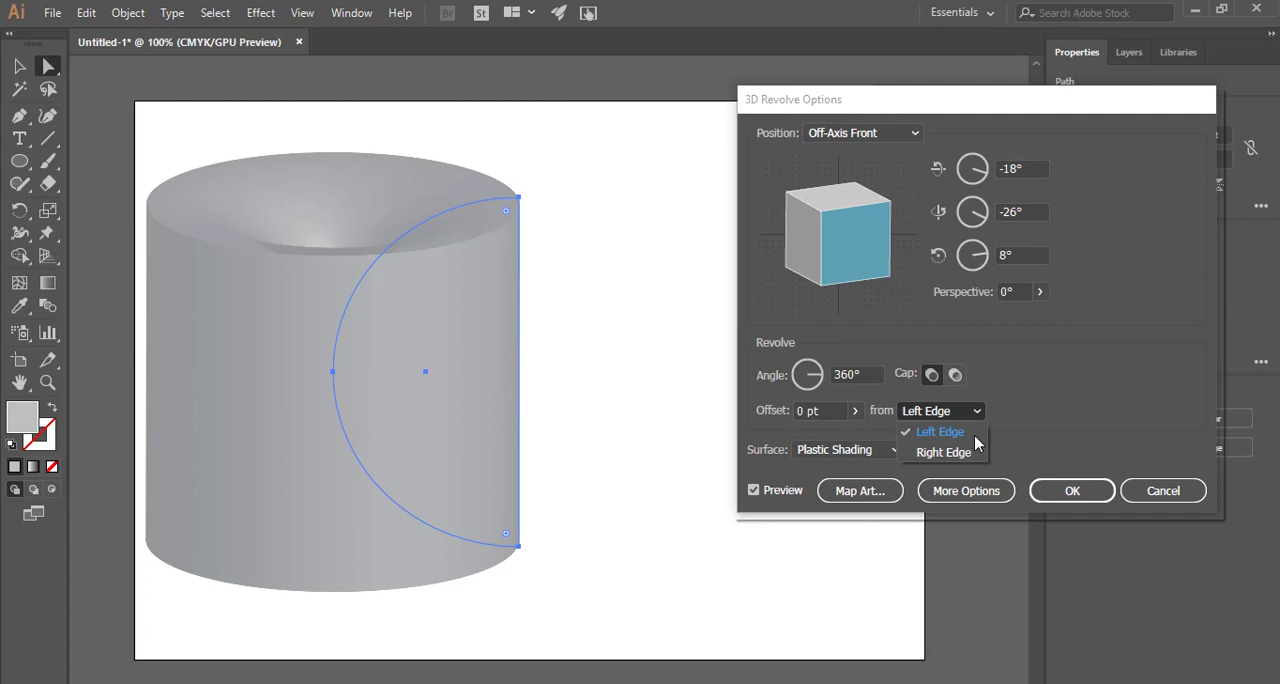 Ai File Edit Object Type Select Effect View Window Help Br St Essentials Search Adobe Stock
Untitled-1* @ 100% (CMYK/GPU Preview)
Properties Layers Libraries
Path
3D Revolve Options
Position: Off-Axis Front
-18°
-26°
8°
Perspective: 0°
Revolve
Angle: 360° Cap:
Offset: 0 pt from Left Edge
Left Edge
Right Edge
Surface: Plastic Shading
Preview Map Art... More Options OK Cancel